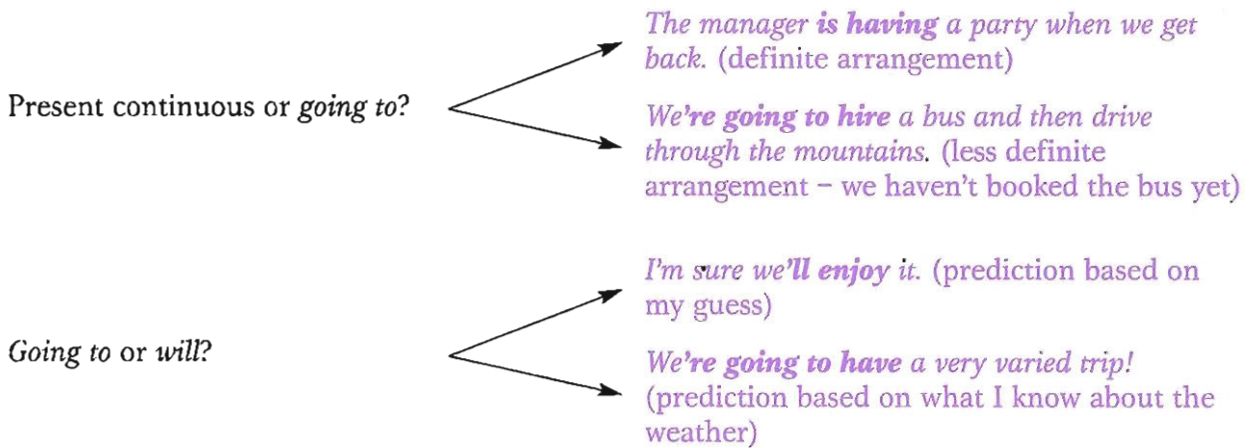 Present continuous or going to?
The manager is having a party when we get
back. (definite arrangement)
We're going to hire a bus and then drive
through the mountains. (less definite
arrangement – we haven't booked the bus yet)
Going to or will?
I'm sure we'll enjoy it. (prediction based on
my guess)
We're going to have a very varied trip!
(prediction based on what I know about the
weather)